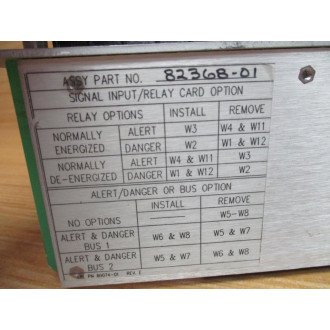 ASSY PART NO. 82368-01
SIGNAL INPUT/RELAY CARD OPTION
RELAY OPTIONS INSTALL REMOVE
NORMALLY ENERGIZED ALERT W3 W4 & W11
DANGER W2 W1 & W12
NORMALLY DE-ENERGIZED ALERT W4 & W11 W3
DANGER W1 & W12 W2
ALERT/DANGER OR BUS OPTION
INSTALL REMOVE
NO OPTIONS W5-W8
ALERT & DANGER BUS 1 W6 & W8 W5 & W7
ALERT & DANGER BUS 2 W5 & W7 W6 & W8
REV.